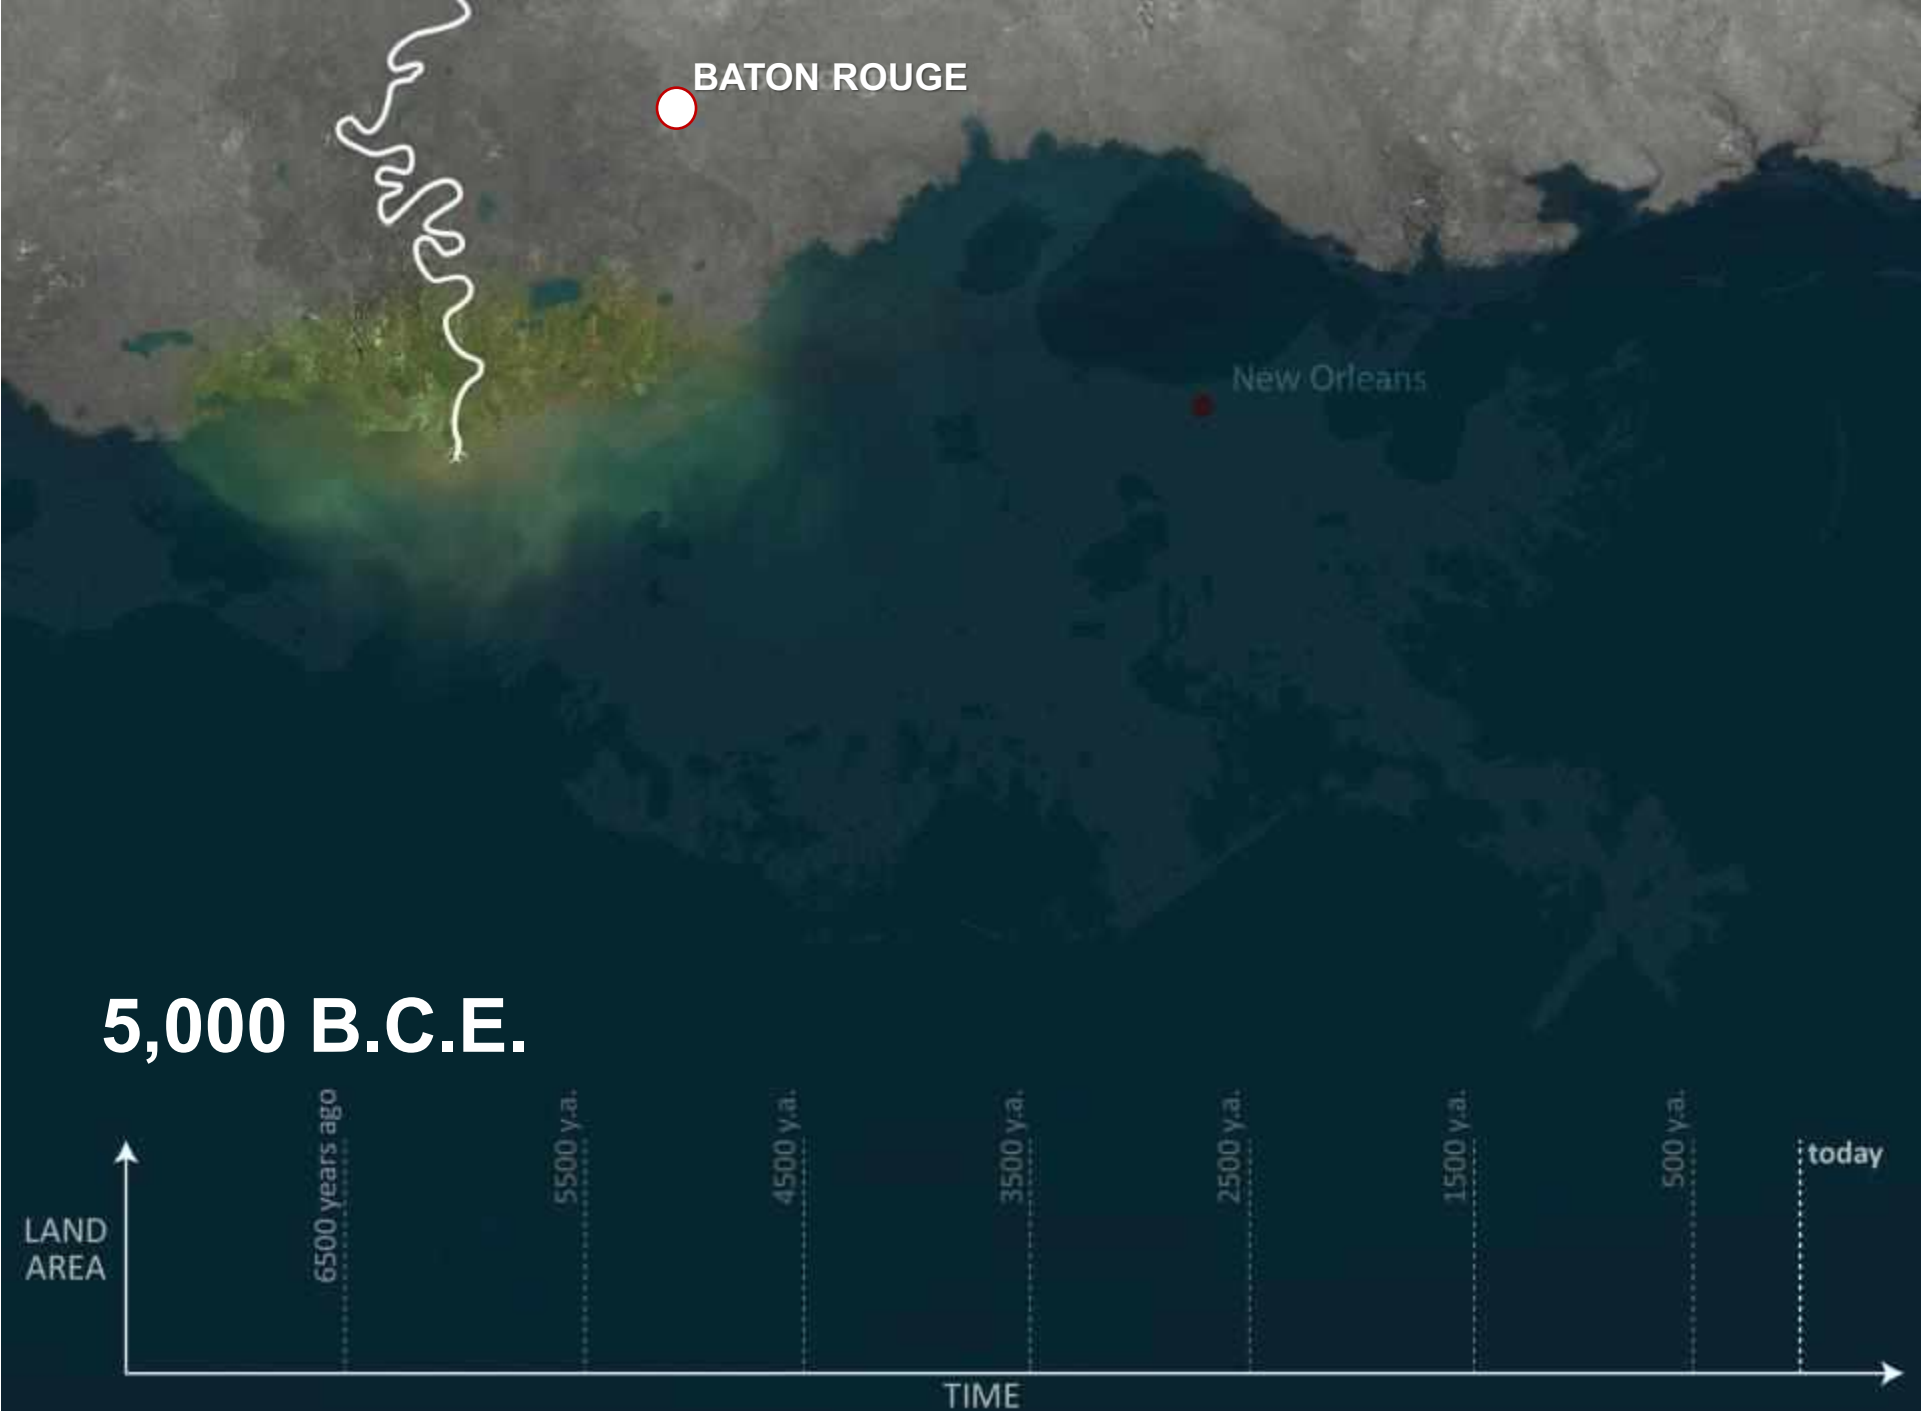 BATON ROUGE
New Orleans
5,000 B.C.E.
6500 years ago
5500 y.a.
4500 y.a.
3500 y.a.
2500 y.a.
1500 y.a.
500 y.a.
today
LAND
AREA
TIME